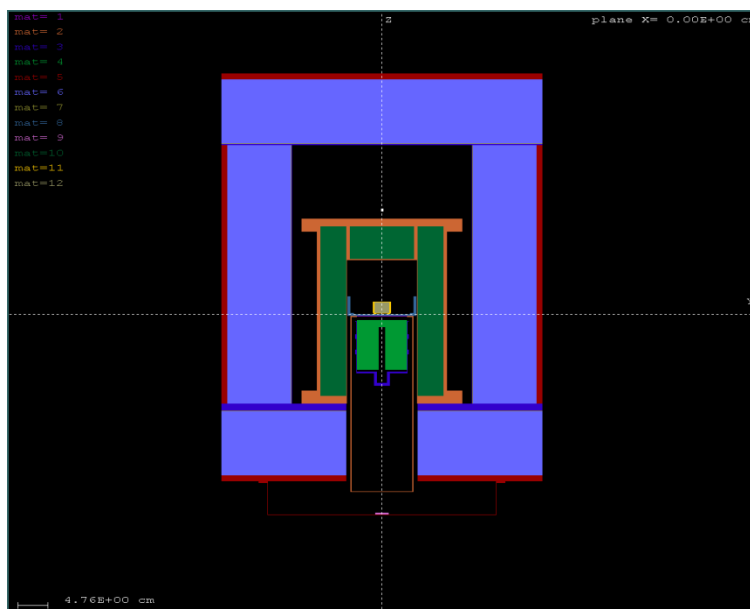 mat= 1
mat= 2
mat= 3
mat= 4
mat= 5
mat= 6
mat= 7
mat= 8
mat= 9
mat=10
mat=11
mat=12
Z
plane X= 0.00E+00 cm
Y
4.76E+00 cm